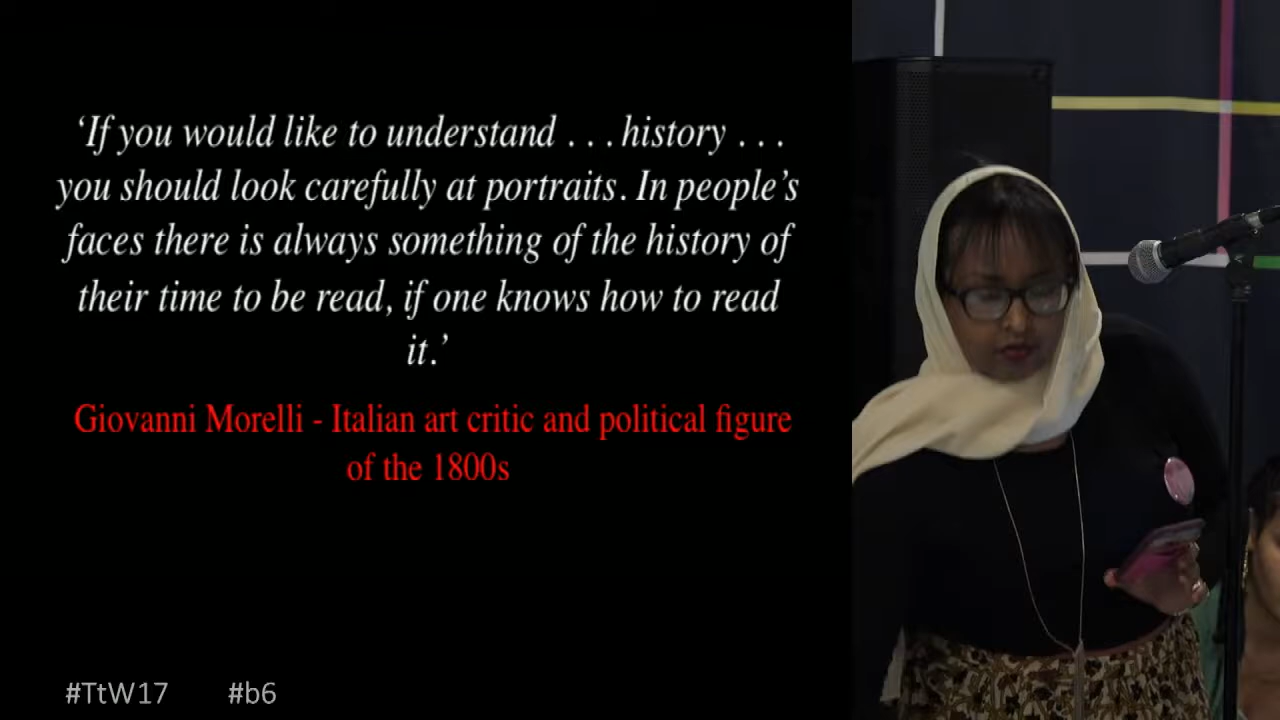 ‘If you would like to understand . . . history . . .
you should look carefully at portraits. In people’s
faces there is always something of the history of
their time to be read, if one knows how to read
it.’
Giovanni Morelli - Italian art critic and political figure
of the 1800s
#TtW17 #b6